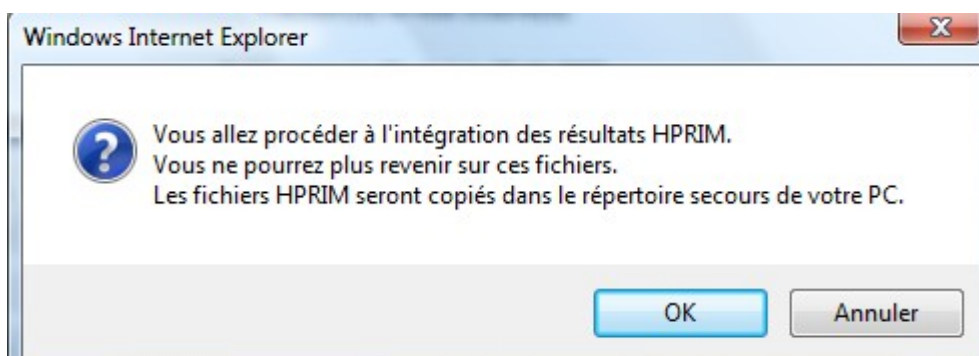 Windows Internet Explorer
Vous allez procéder à l'intégration des résultats HPRIM.
Vous ne pourrez plus revenir sur ces fichiers.
Les fichiers HPRIM seront copiés dans le répertoire secours de votre PC.
OK
Annuler